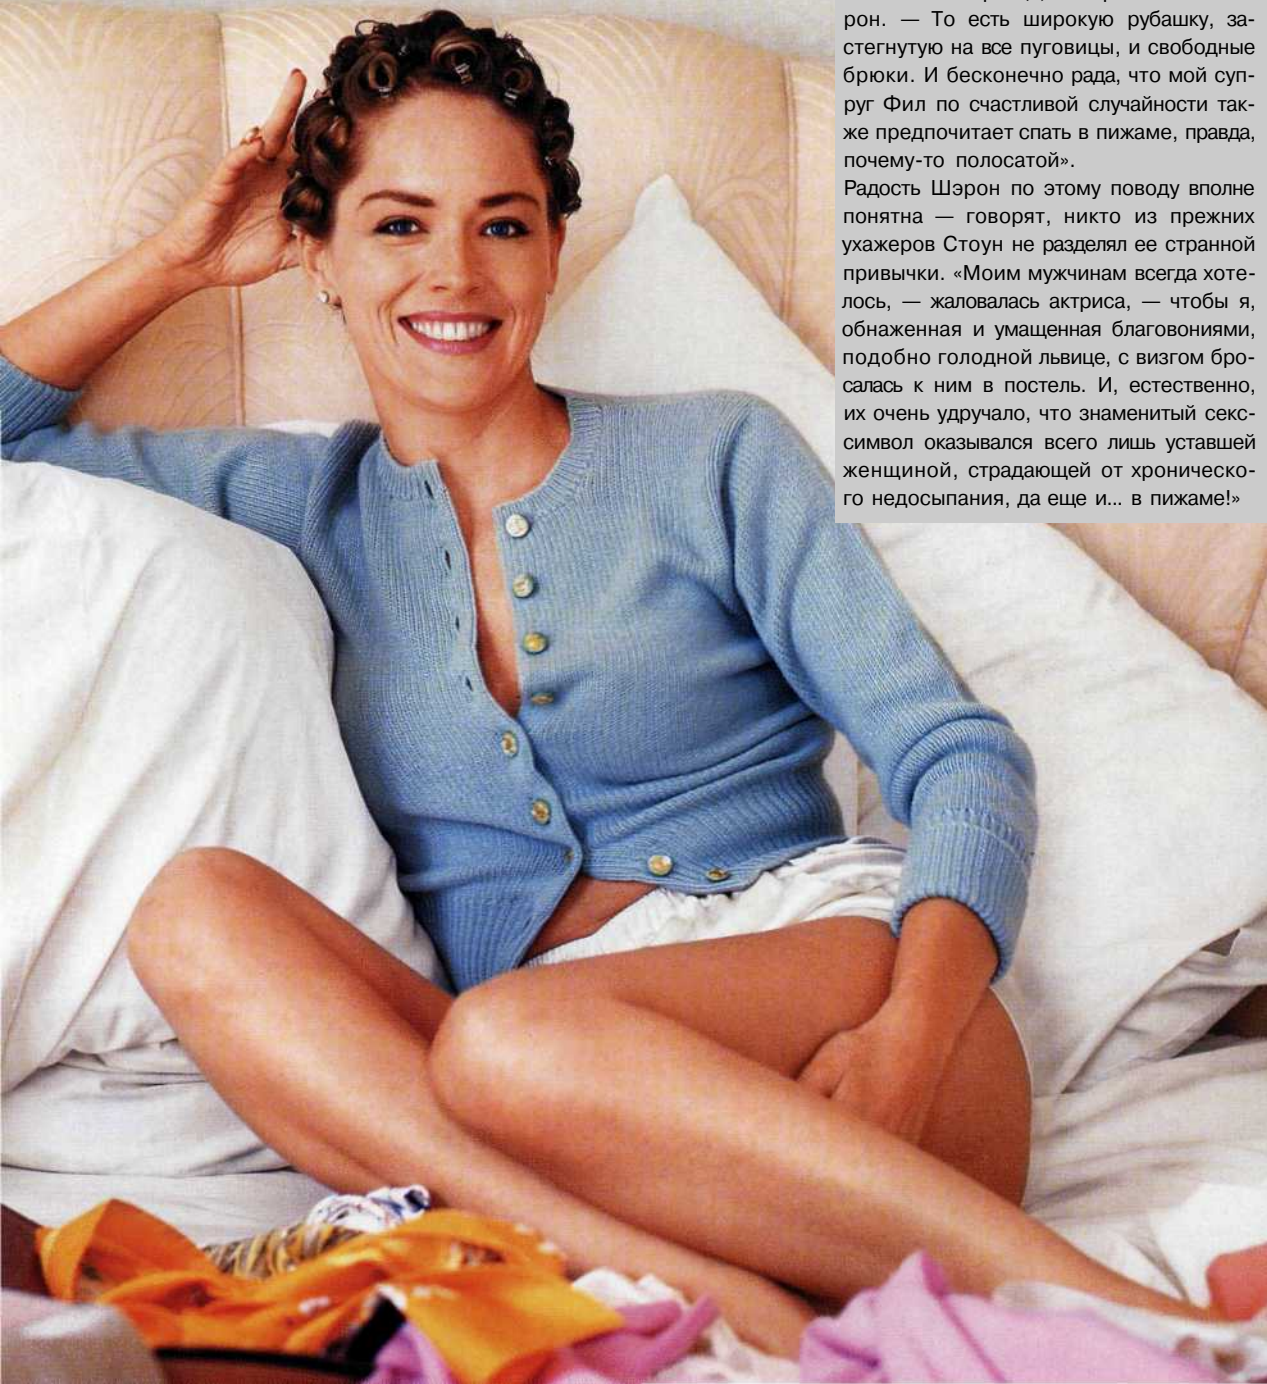 рон. — То есть широкую рубашку, за-
стегнутую на все пуговицы, и свободные
брюки. И бесконечно рада, что мой суп-
руг Фил по счастливой случайности так-
же предпочитает спать в пижаме, правда,
почему-то полосатой».
Радость Шэрон по этому поводу вполне
понятна — говорят, никто из прежних
ухажеров Стоун не разделял ее странной
привычки. «Моим мужчинам всегда хоте-
лось, — жаловалась актриса, — чтобы я,
обнаженная и умащенная благовониями,
подобно голодной львице, с визгом бро-
салась к ним в постель. И, естественно,
их очень удручало, что знаменитый секс-
символ оказывался всего лишь уставшей
женщиной, страдающей от хроническо-
го недосыпания, да еще и... в пижаме!»